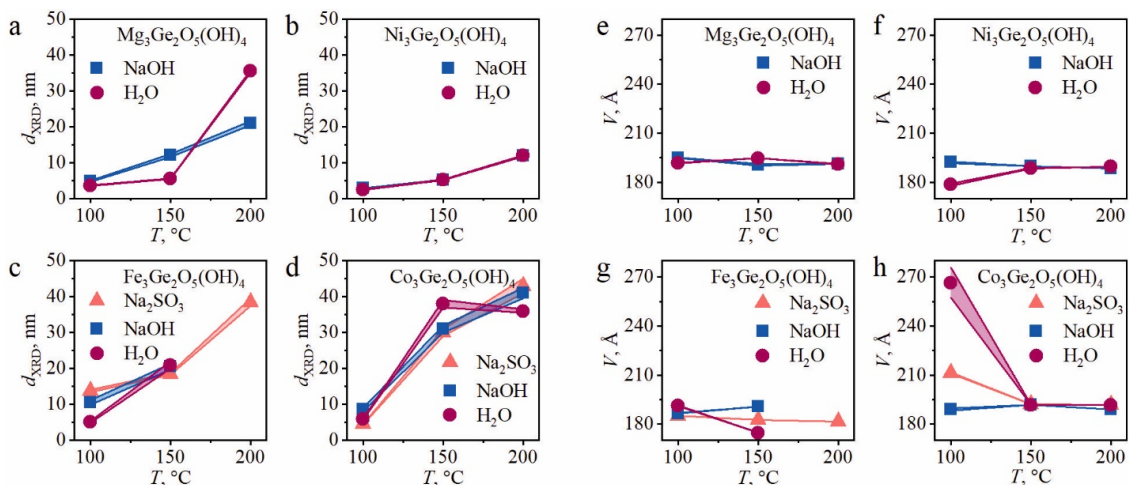 a
Mg3Ge2O5(OH)4
NaOH
H2O
dXRD, nm
50
40
30
20
10
0
100 150 200
T, °C
b
Ni3Ge2O5(OH)4
NaOH
H2O
dXRD, nm
50
40
30
20
10
0
100 150 200
T, °C
c
Fe3Ge2O5(OH)4
Na2SO3
NaOH
H2O
dXRD, nm
50
40
30
20
10
0
100 150 200
T, °C
d
Co3Ge2O5(OH)4
Na2SO3
NaOH
H2O
dXRD, nm
50
40
30
20
10
0
100 150 200
T, °C
e
Mg3Ge2O5(OH)4
NaOH
H2O
V, Å
270
240
210
180
100 150 200
T, °C
f
Ni3Ge2O5(OH)4
NaOH
H2O
V, Å
270
240
210
180
100 150 200
T, °C
g
Fe3Ge2O5(OH)4
Na2SO3
NaOH
H2O
V, Å
270
240
210
180
100 150 200
T, °C
h
Co3Ge2O5(OH)4
Na2SO3
NaOH
H2O
V, Å
270
240
210
180
100 150 200
T, °C